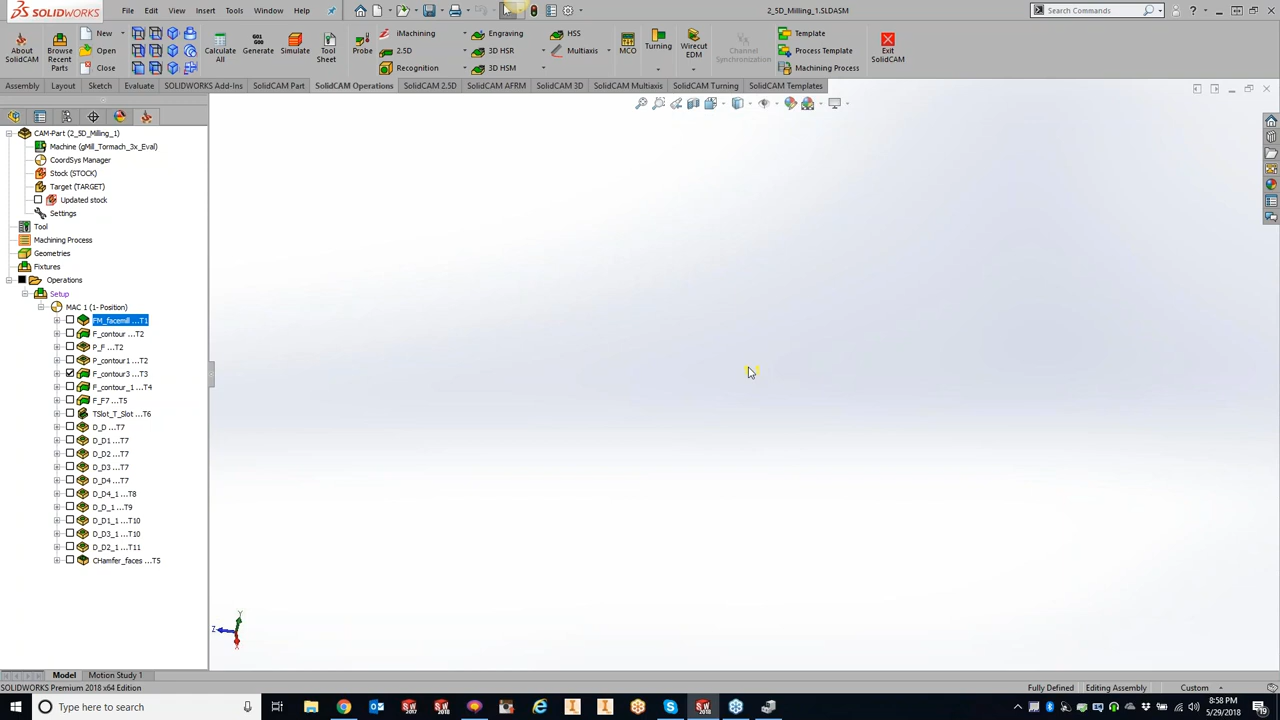 SOLIDWORKS File Edit View Insert Tools Window Help 2_5D_Milling_1.SLDASM Search Commands
About SolidCAM
Browse Recent Parts
New
Open
Close
Calculate All
G01 G00
Generate
Simulate
Tool Sheet
Probe
iMachining
2.5D
Recognition
Engraving
3D HSR
3D HSM
HSS
Multiaxis
MCO
Turning
Wirecut EDM
Channel Synchronization
Template
Process Template
Machining Process
Exit SolidCAM
Assembly Layout Sketch Evaluate SOLIDWORKS Add-Ins SolidCAM Part SolidCAM Operations SolidCAM 2.5D SolidCAM AFRM SolidCAM 3D SolidCAM Multiaxis SolidCAM Turning SolidCAM Templates
CAM-Part (2_5D_Milling_1)
Machine (gMill_Tormach_3x_Eval)
CoordSys Manager
Stock (STOCK)
Target (TARGET)
Updated stock
Settings
Tool
Machining Process
Geometries
Fixtures
Operations
Setup
MAC 1 (1- Position)
FM_facemill ...T1
F_contour ...T2
P_F ...T2
P_contour1 ...T2
F_contour3 ...T3
F_contour_1 ...T4
F_F7 ...T5
TSlot_T_Slot ...T6
D_D ...T7
D_D1 ...T7
D_D2 ...T7
D_D3 ...T7
D_D4 ...T7
D_D4_1 ...T8
D_D_1 ...T9
D_D1_1 ...T10
D_D3_1 ...T10
D_D2_1 ...T11
CHamfer_faces ...T5
Y
Z
X
Model Motion Study 1
SOLIDWORKS Premium 2018 x64 Edition Fully Defined Editing Assembly Custom
Type here to search
8:58 PM
5/29/2018